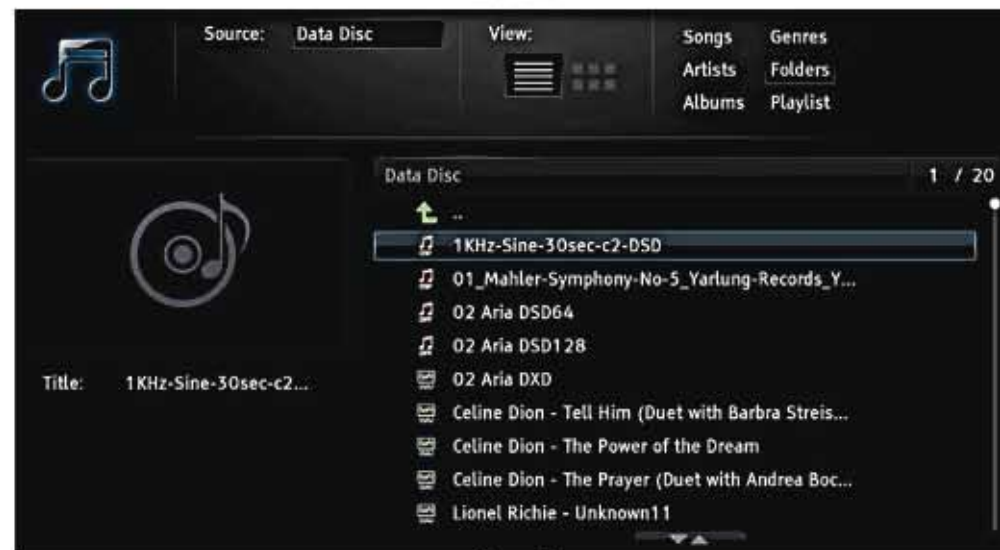 Source: Data Disc
View:
Songs Genres
Artists Folders
Albums Playlist
Data Disc 1 / 20
..
1KHz-Sine-30sec-c2-DSD
01_Mahler-Symphony-No-5_Yarlung-Records_Y...
02 Aria DSD64
02 Aria DSD128
02 Aria DXD
Celine Dion - Tell Him (Duet with Barbra Streis...
Celine Dion - The Power of the Dream
Celine Dion - The Prayer (Duet with Andrea Boc...
Lionel Richie - Unknown11
Title: 1KHz-Sine-30sec-c2...